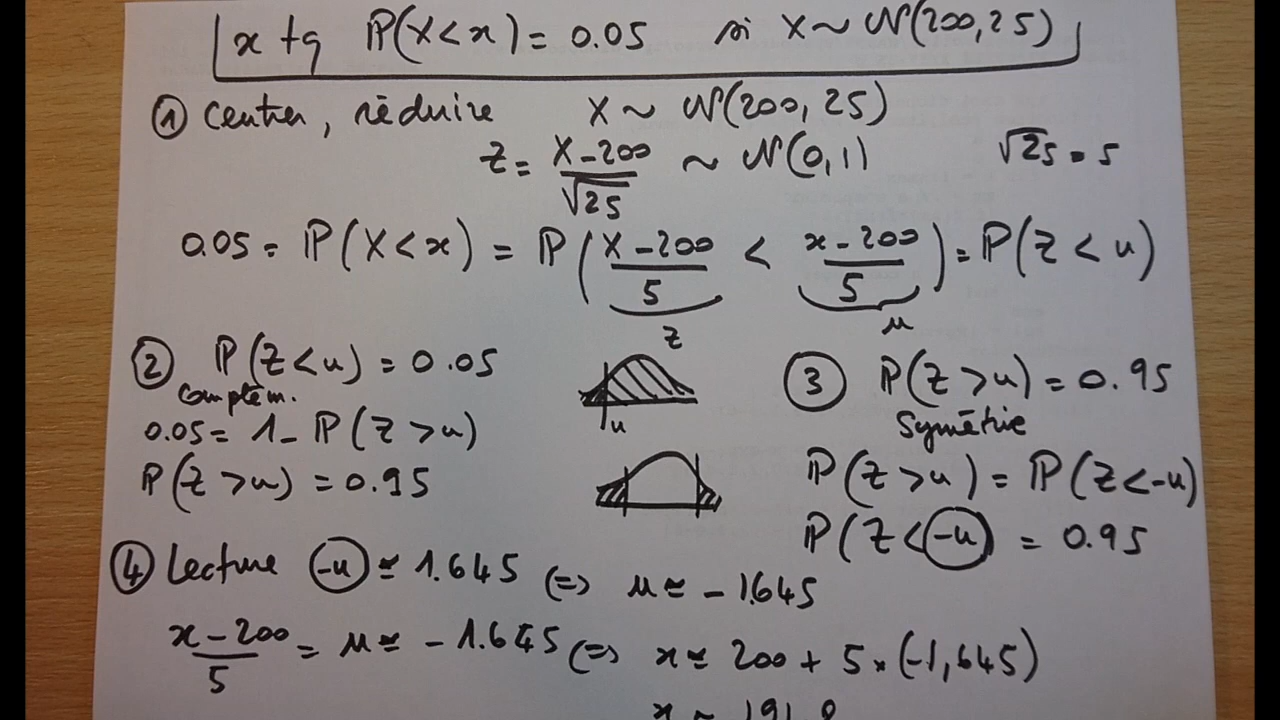 x tq P(X<x) = 0.05 si X ~ N(200,25)
① Centrer, réduire X ~ N(200, 25)
Z = (X-200)/√25 ~ N(0,1) √25 = 5
0.05 = P(X<x) = P((X-200)/5 < (x-200)/5) = P(Z < u)
Z u
② P(Z<u) = 0.05
Complém.
u
0.05 = 1 - P(Z>u)
P(Z>u) = 0.95
③ P(Z>u) = 0.95
Symétrie
P(Z>u) = P(Z<-u)
P(Z<-u) = 0.95
④ Lecture -u ≃ 1.645 (=> u ≃ -1.645
(x-200)/5 = u ≃ -1.645 (=> x ≃ 200 + 5×(-1,645)
x ≃ 191.8